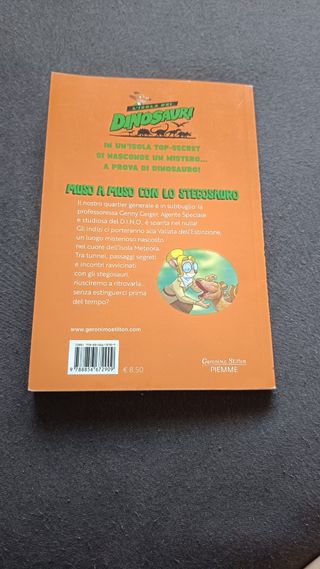 L'ISOLA DEI
DINOSAURI
IN UN'ISOLA TOP-SECRET
SI NASCONDE UN MISTERO...
A PROVA DI DINOSAURO!
MUSO A MUSO CON LO STEGOSAURO
Il nostro quartier generale è in subbuglio: la
professoressa Genny Geiger, Agente Speciale
e studiosa del D.I.N.O., è sparita nel nulla!
Gli indizi ci porteranno alla Vallata dell'Estinzione,
un luogo misterioso nascosto
nel cuore dell'Isola Meteora.
Tra tunnel, passaggi segreti
e incontri ravvicinati
con gli stegosauri,
riusciremo a ritrovarla...
senza estinguerci prima
del tempo?
www.geronimostilton.com
9 788856 672909
€ 8,50
Geronimo Stilton
PIEMME